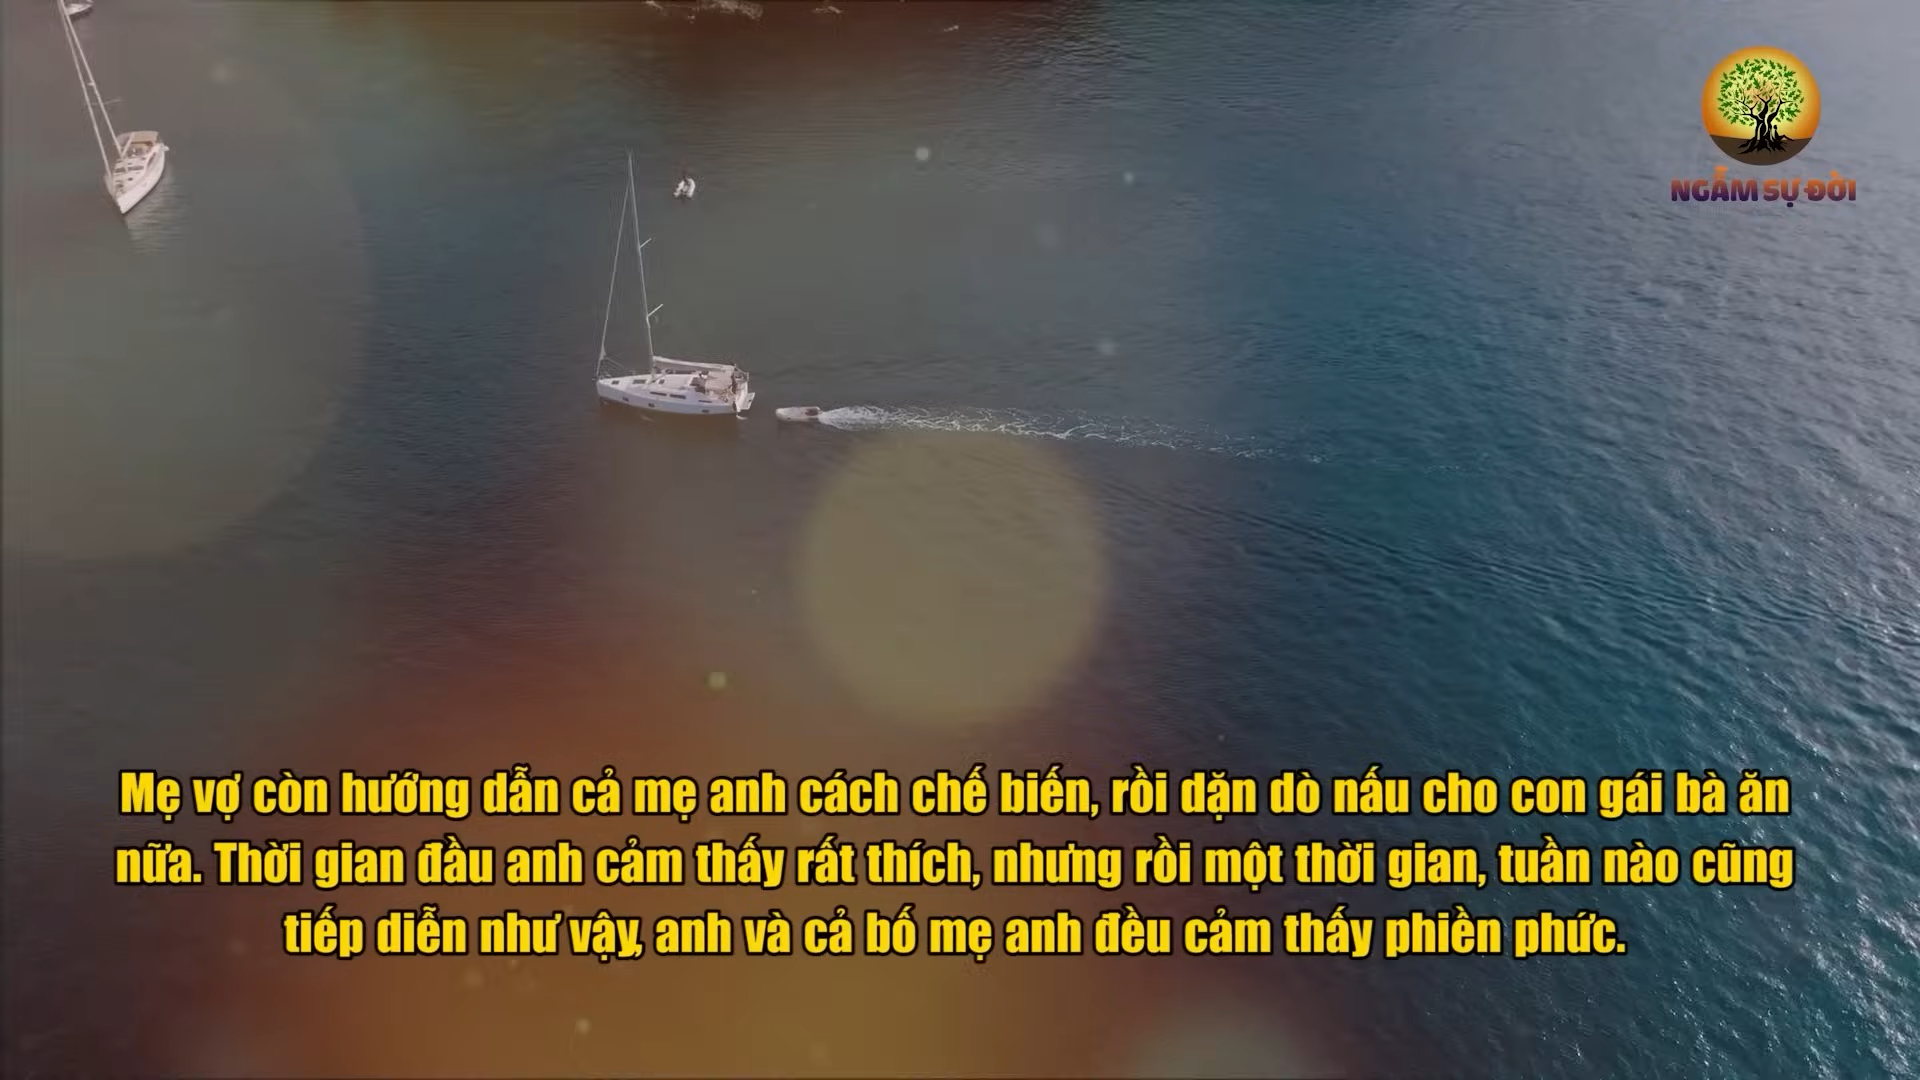 NGẪM SỰ ĐỜI
Mẹ vợ còn hướng dẫn cả mẹ anh cách chế biến, rồi dặn dò nấu cho con gái bà ăn
nữa. Thời gian đầu anh cảm thấy rất thích, nhưng rồi một thời gian, tuần nào cũng
tiếp diễn như vậy, anh và cả bố mẹ anh đều cảm thấy phiền phức.